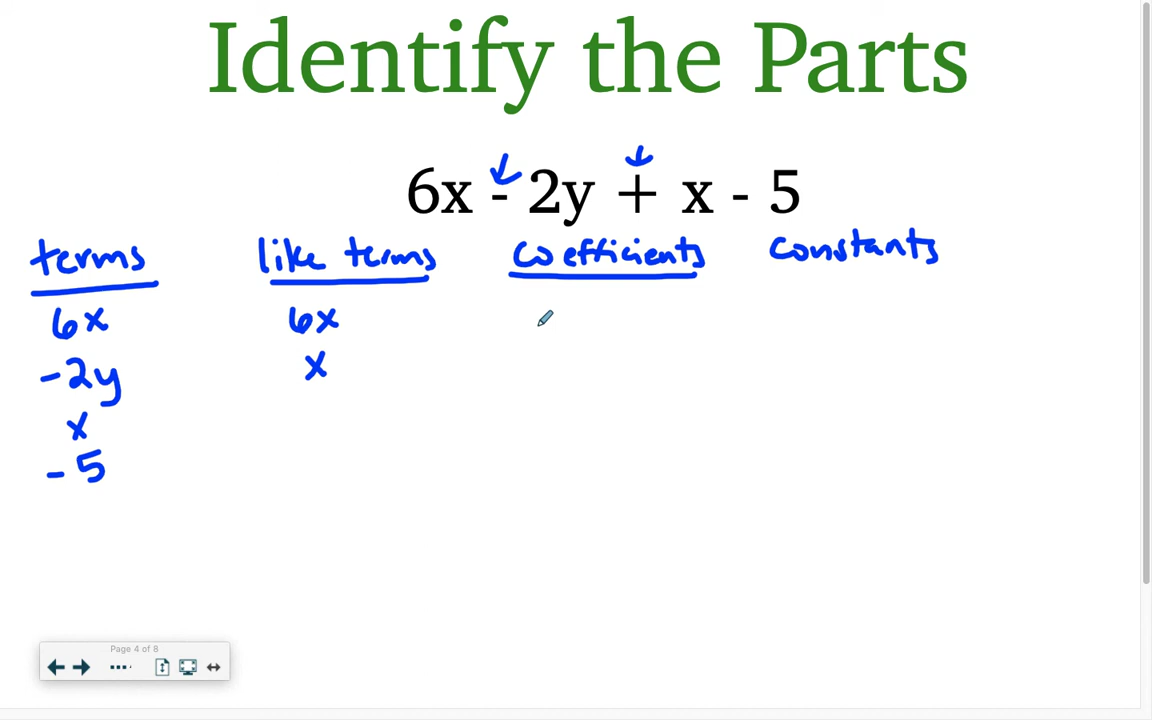 Identify the Parts
6x - 2y + x - 5
terms like terms coefficients constants
6x 6x
-2y x
x
-5
Page 4 of 8